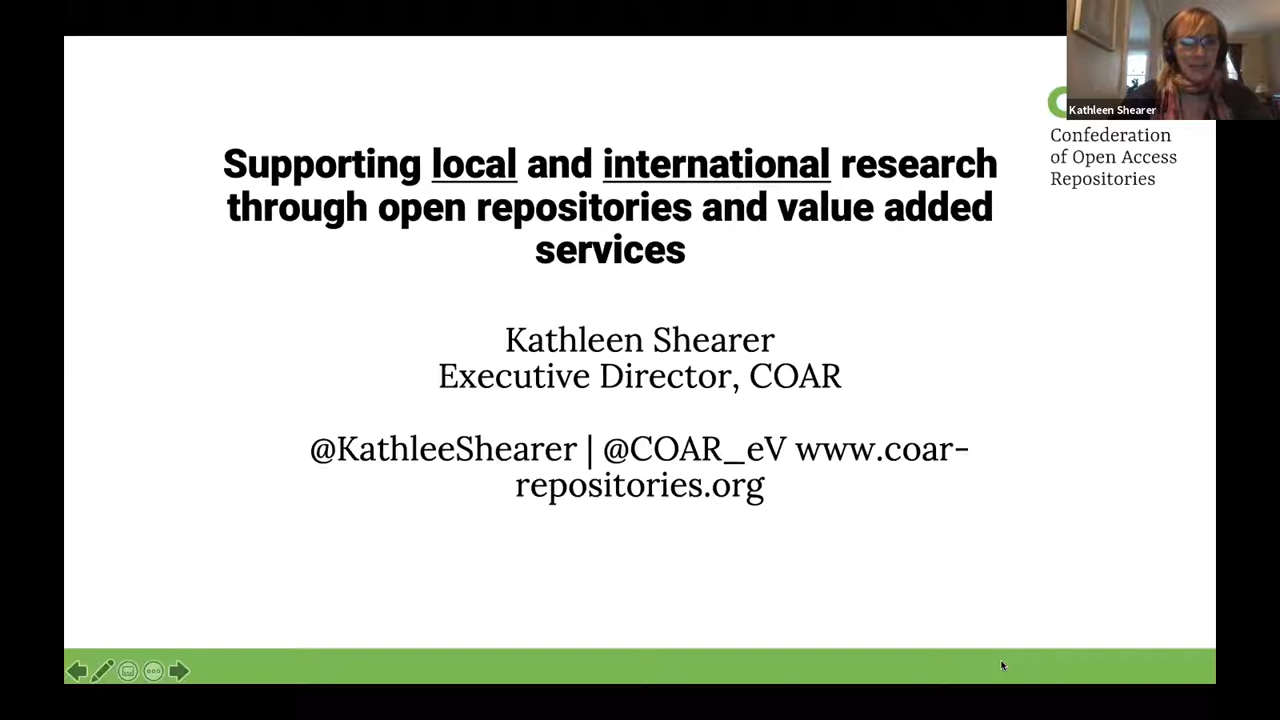 Kathleen Shearer
Confederation
of Open Access
Repositories
Supporting local and international research
through open repositories and value added
services
Kathleen Shearer
Executive Director, COAR
@KathleeShearer | @COAR_eV www.coar-
repositories.org